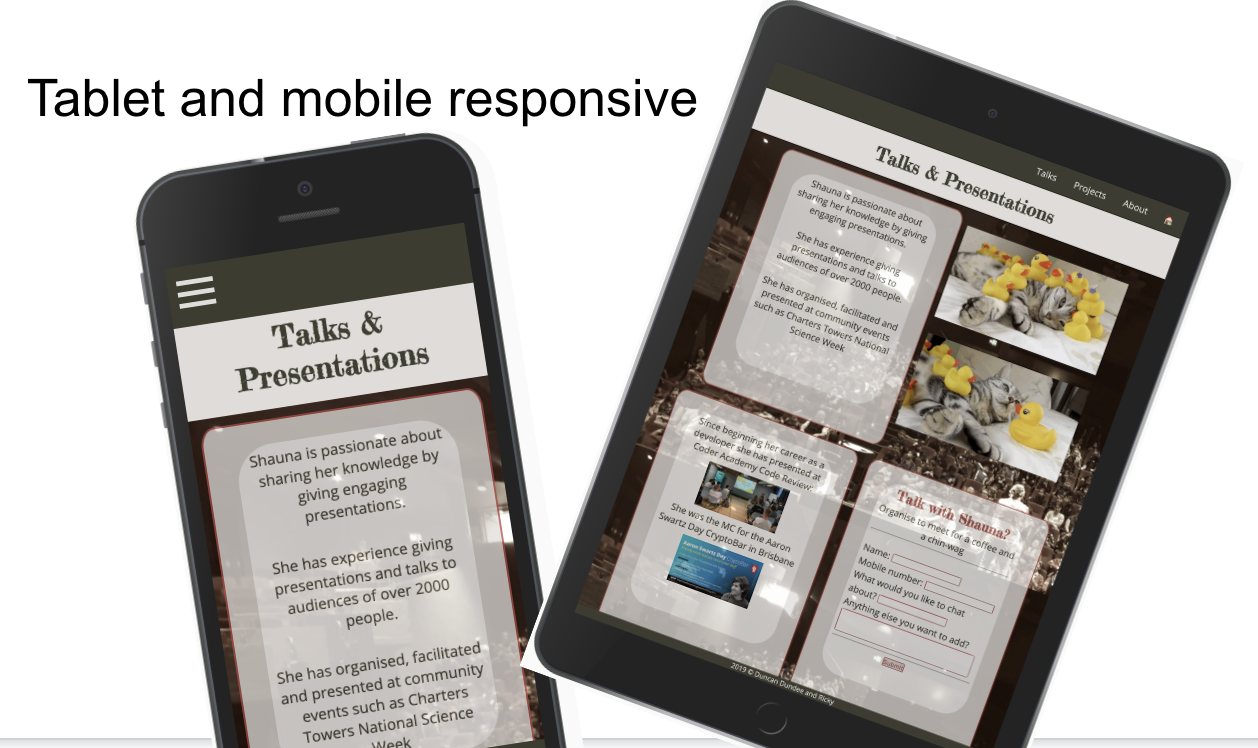 Tablet and mobile responsive
Talks &
Presentations
Shauna is passionate about
sharing her knowledge by
giving engaging
presentations.
She has experience giving
presentations and talks to
audiences of over 2000
people.
She has organised, facilitated
and presented at community
events such as Charters
Towers National Science
Week
Talks Projects About
Talks & Presentations
Shauna is passionate about
sharing her knowledge by giving
engaging presentations.
She has experience giving
presentations and talks to
audiences of over 2000 people.
She has organised, facilitated and
presented at community events
such as Charters Towers National
Science Week
Since beginning her career as a
developer she has presented at
Coder Academy Code Review:
She was the MC for the Aaron
Swartz Day CryptoBar in Brisbane
Aaron Swartz Day
Talk with Shauna?
Organise to meet for a coffee and
a chin-wag
Name:
Mobile number:
What would you like to chat
about?
Anything else you want to add?
Submit
2019 © Duncan Dundee and Ricky